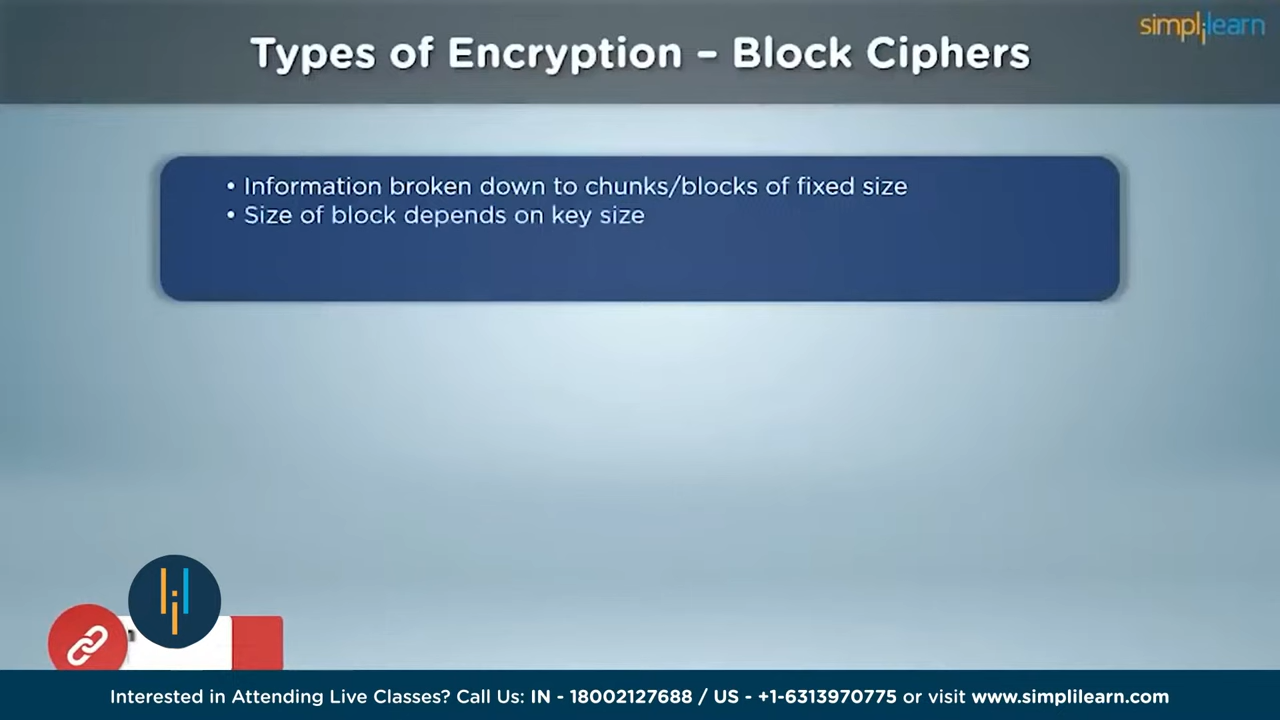 simplilearn
Types of Encryption – Block Ciphers
• Information broken down to chunks/blocks of fixed size
• Size of block depends on key size
Interested in Attending Live Classes? Call Us: IN - 18002127688 / US - +1-6313970775 or visit www.simplilearn.com